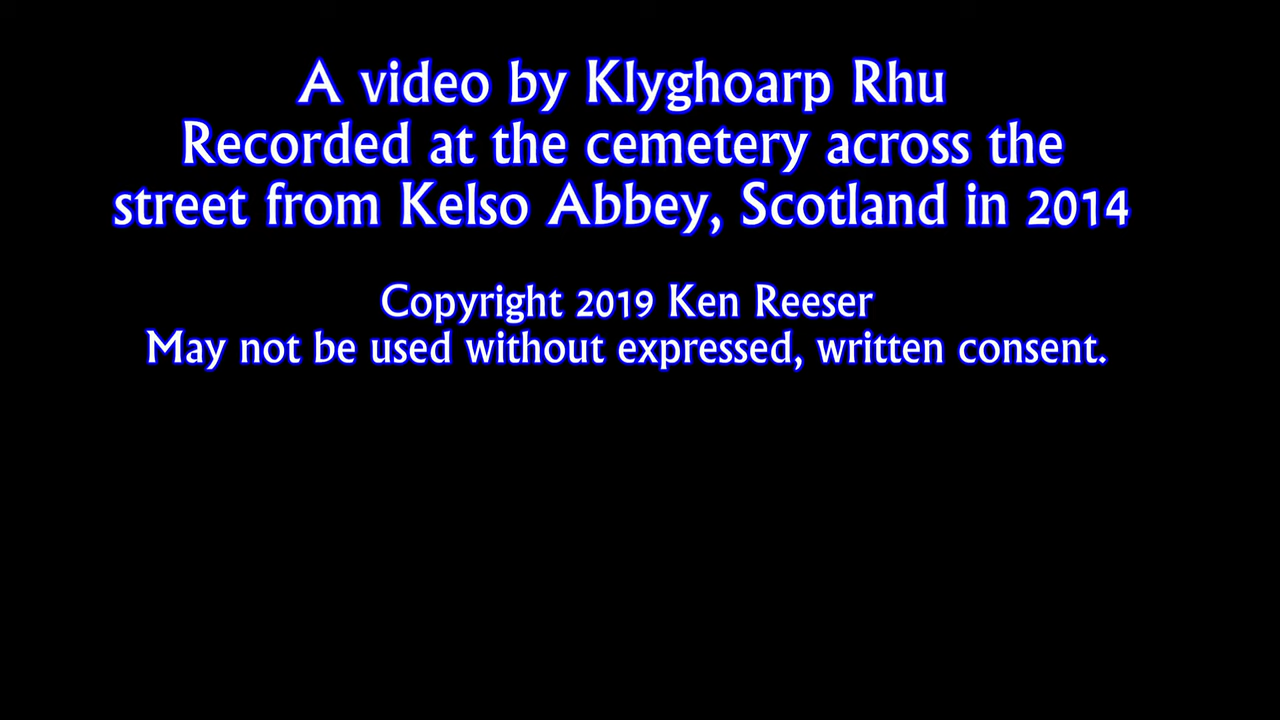 A video by Klyghoarp Rhu
Recorded at the cemetery across the
street from Kelso Abbey, Scotland in 2014
Copyright 2019 Ken Reeser
May not be used without expressed, written consent.